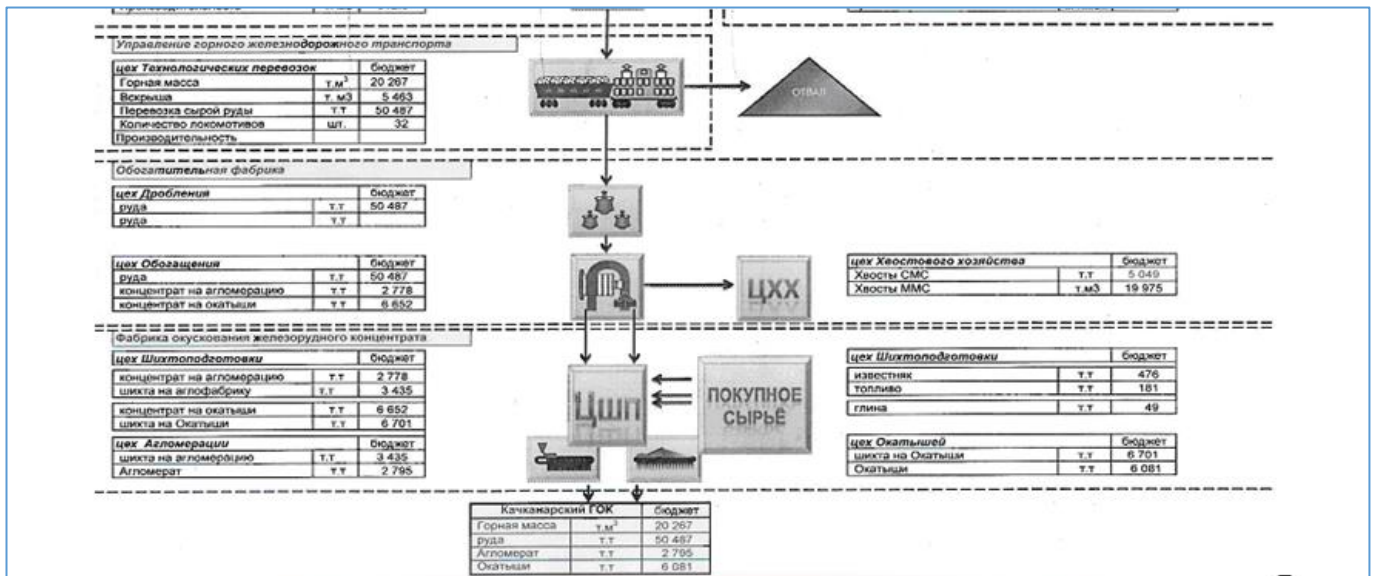 Управление горного железнодорожного транспорта
цех Технологических перевозок бюджет
Горная масса т.м³ 20 267
Вскрыша т. м3 5 463
Перевозка сырой руды т.т 50 487
Количество локомотивов шт. 32
Производительность
ОТВАЛ
Обогатительная фабрика
цех Дробления бюджет
руда т.т 50 487
руда т.т
цех Обогащения бюджет
руда т.т 50 487
концентрат на агломерацию т.т 2 778
концентрат на окатыши т т 6 652
ЦХХ
цех Хвостового хозяйства бюджет
Хвосты СМС т.т 5 049
Хвосты ММС т.м3 19 975
Фабрика окускования железорудного концентрата
цех Шихтоподготовки бюджет
концентрат на агломерацию т.т 2 778
шихта на аглофабрику т.т 3 435
концентрат на окатыши т.т 6 652
шихта на Окатыши т.т 6 701
цех Агломерации бюджет
шихта на агломерацию т.т 3 435
Агломерат т.т 2 795
Цшп
ПОКУПНОЕ
СЫРЬЁ
цех Шихтоподготовки бюджет
известняк т.т 476
топливо т.т 181
глина т.т 49
цех Окатышей бюджет
шихта на Окатыши т.т 6 701
Окатыши т.т 6 081
Качканарский ГОК бюджет
Горная масса т.м³ 20 267
руда т.т 50 487
Агломерат т.т 2 795
Окатыши т.т 6 081